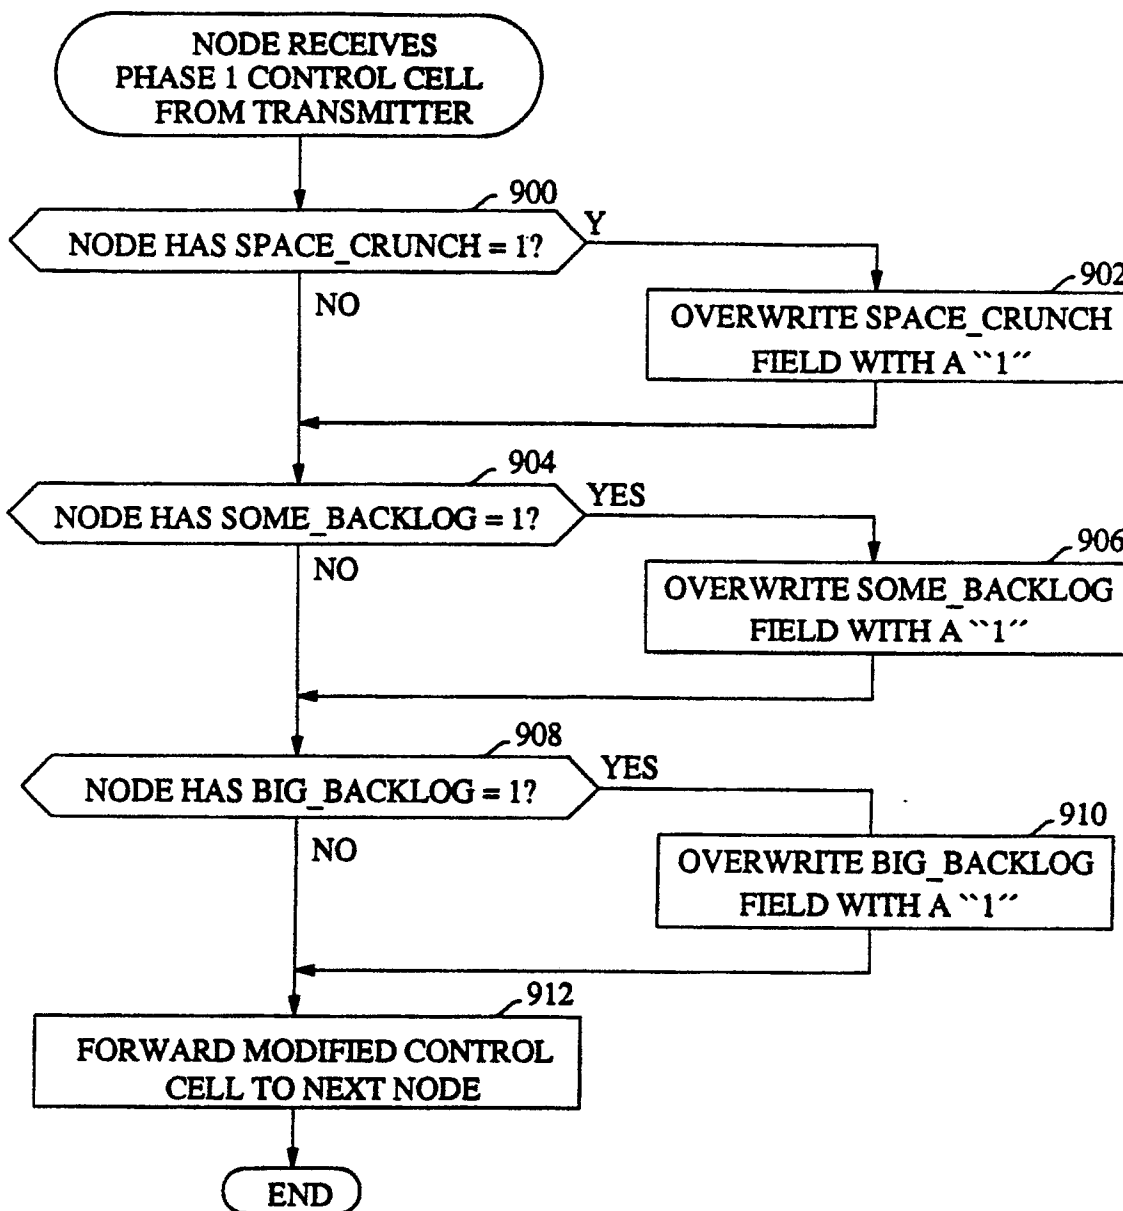 NODE RECEIVES
PHASE 1 CONTROL CELL
FROM TRANSMITTER
900
NODE HAS SPACE_CRUNCH = 1?
Y
NO
902
OVERWRITE SPACE_CRUNCH
FIELD WITH A ``1´´
904
NODE HAS SOME_BACKLOG = 1?
YES
NO
906
OVERWRITE SOME_BACKLOG
FIELD WITH A ``1´´
908
NODE HAS BIG_BACKLOG = 1?
YES
NO
910
OVERWRITE BIG_BACKLOG
FIELD WITH A ``1´´
912
FORWARD MODIFIED CONTROL
CELL TO NEXT NODE
END